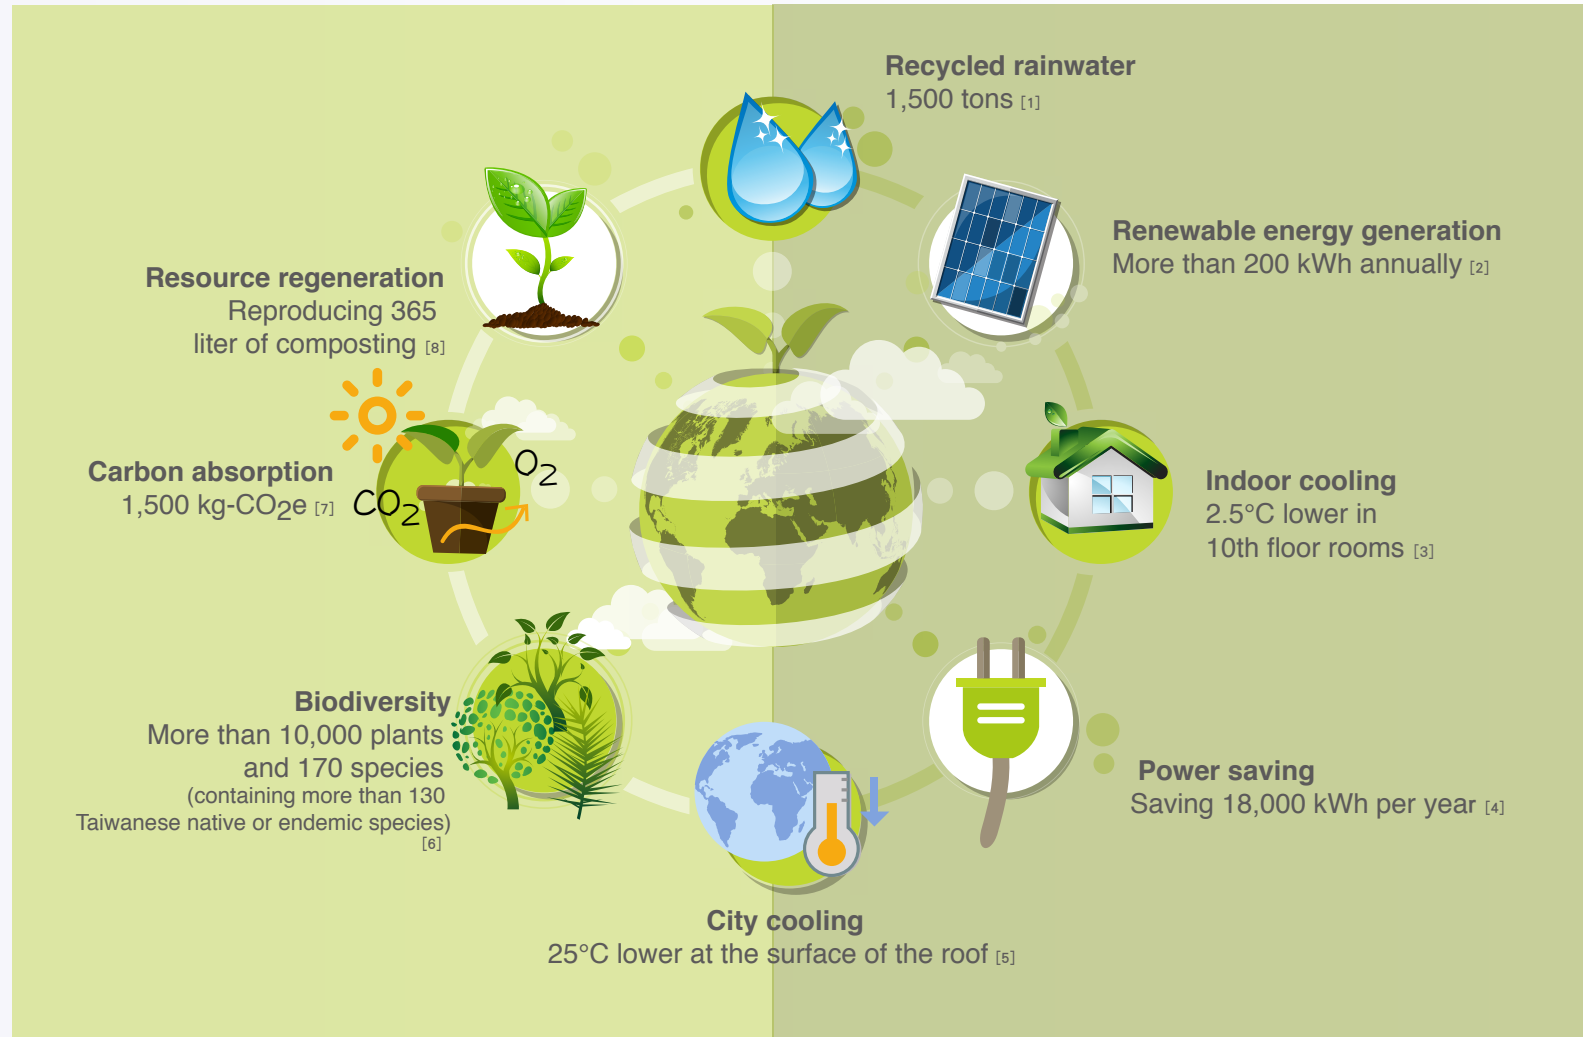 Recycled rainwater
1,500 tons [1]
Renewable energy generation
More than 200 kWh annually [2]
Indoor cooling
2.5°C lower in
10th floor rooms [3]
Power saving
Saving 18,000 kWh per year [4]
City cooling
25°C lower at the surface of the roof [5]
Biodiversity
More than 10,000 plants
and 170 species
(containing more than 130
Taiwanese native or endemic species)
[6]
Carbon absorption
1,500 kg-CO2e [7]
CO2
O2
Resource regeneration
Reproducing 365
liter of composting [8]